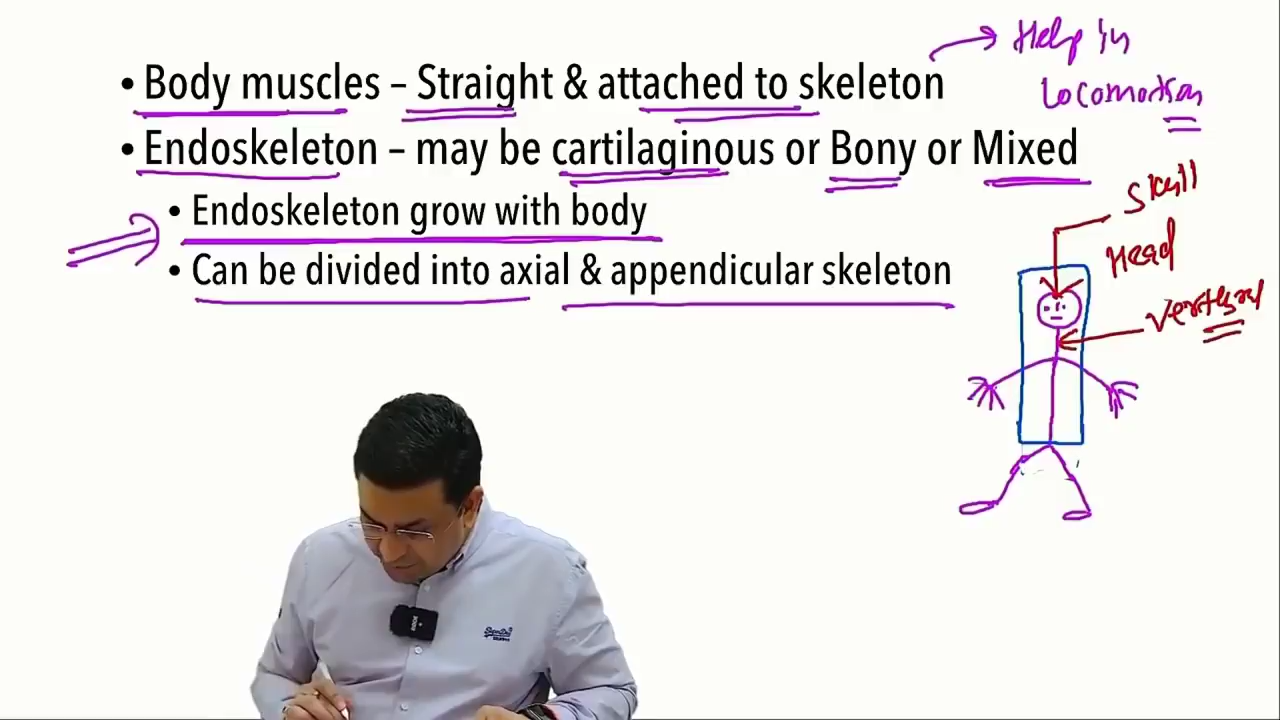 • Body muscles – Straight & attached to skeleton
Help in
Locomotion
• Endoskeleton – may be cartilaginous or Bony or Mixed
• Endoskeleton grow with body
• Can be divided into axial & appendicular skeleton
Skull
Head